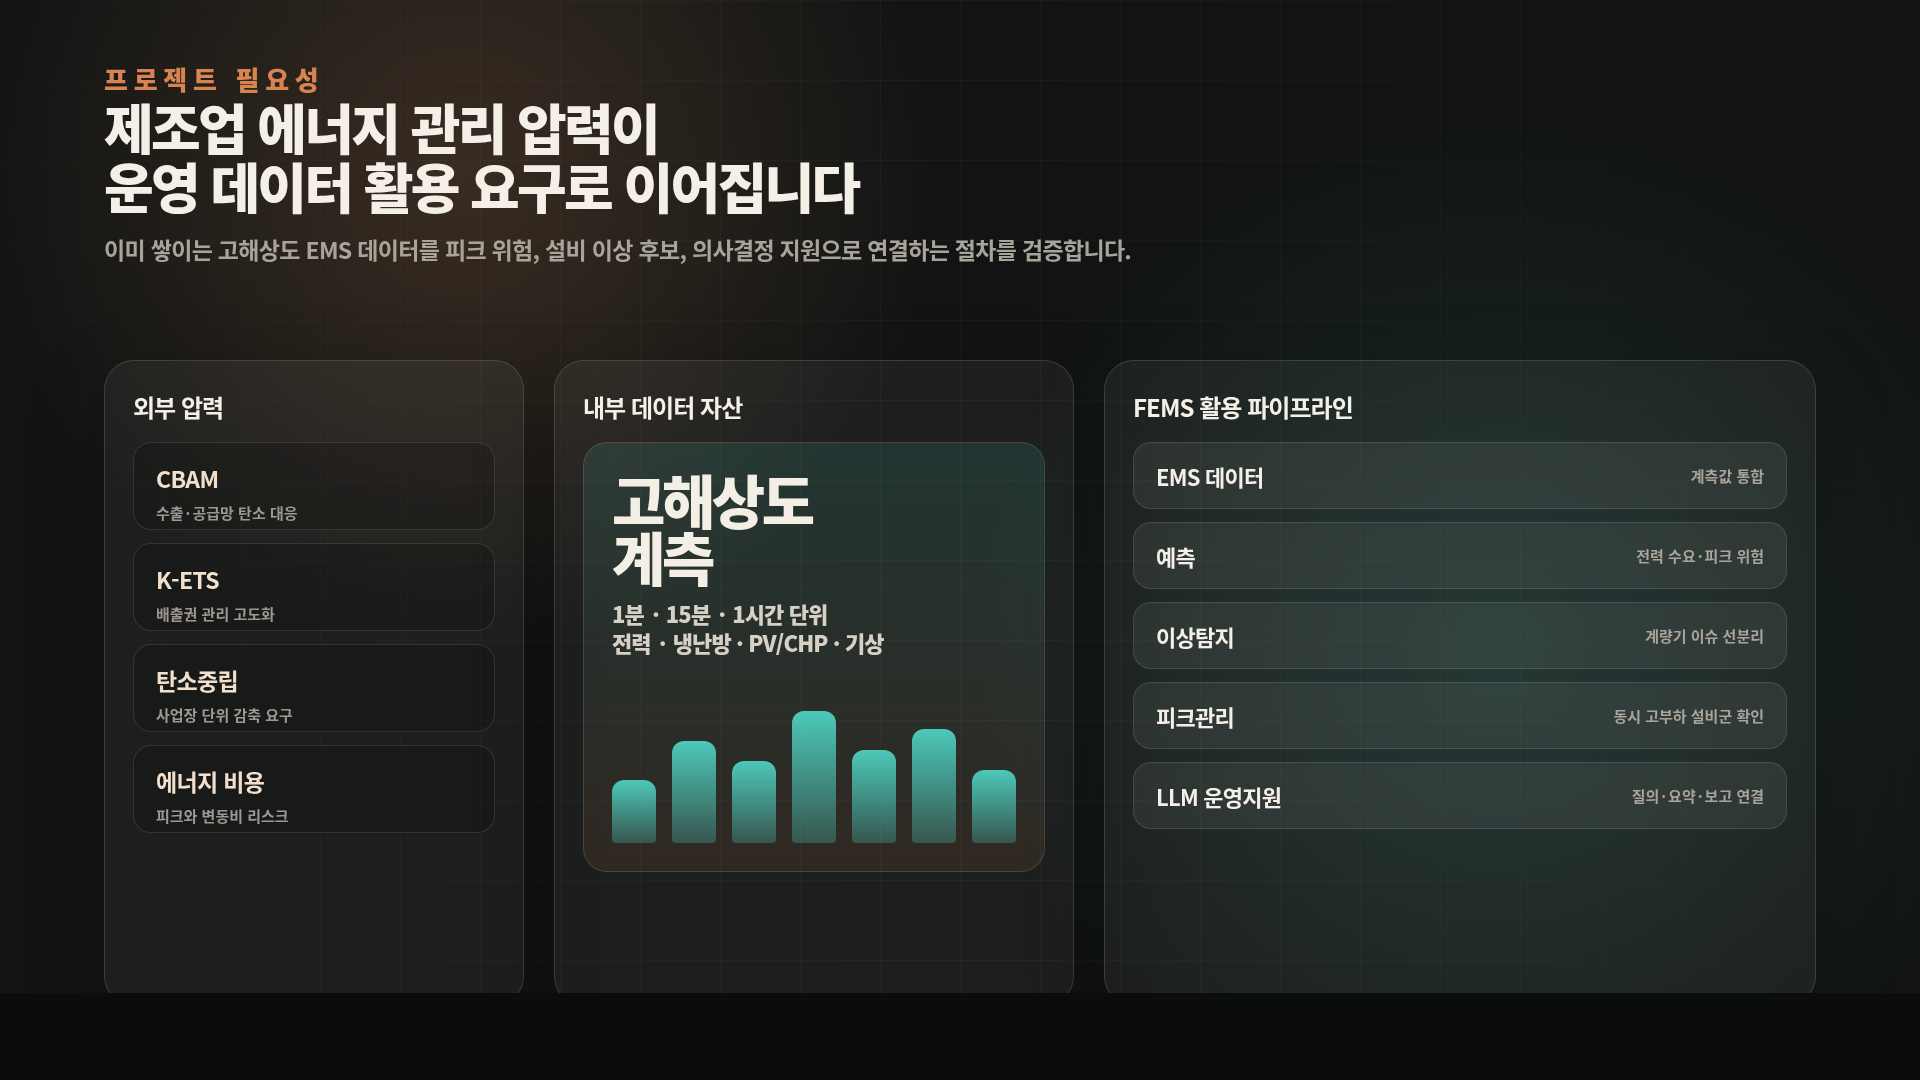 프로젝트 필요성
제조업 에너지 관리 압력이
운영 데이터 활용 요구로 이어집니다
이미 쌓이는 고해상도 EMS 데이터를 피크 위험, 설비 이상 후보, 의사결정 지원으로 연결하는 절차를 검증합니다.
외부 압력
CBAM
수출·공급망 탄소 대응
K-ETS
배출권 관리 고도화
탄소중립
사업장 단위 감축 요구
에너지 비용
피크와 변동비 리스크
내부 데이터 자산
고해상도
계측
1분 · 15분 · 1시간 단위
전력 · 냉난방 · PV/CHP · 기상
FEMS 활용 파이프라인
EMS 데이터
계측값 통합
예측
전력 수요·피크 위험
이상탐지
계량기 이슈 선분리
피크관리
동시 고부하 설비군 확인
LLM 운영지원
질의·요약·보고 연결